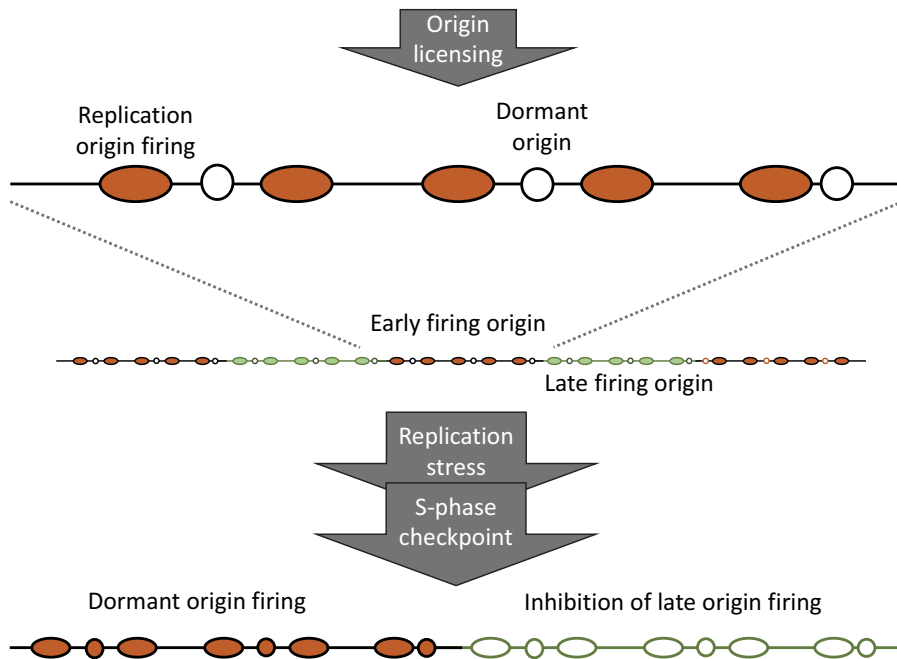 Origin
licensing
Replication
origin firing
Dormant
origin
Early firing origin
Late firing origin
Replication
stress
S-phase
checkpoint
Dormant origin firing
Inhibition of late origin firing